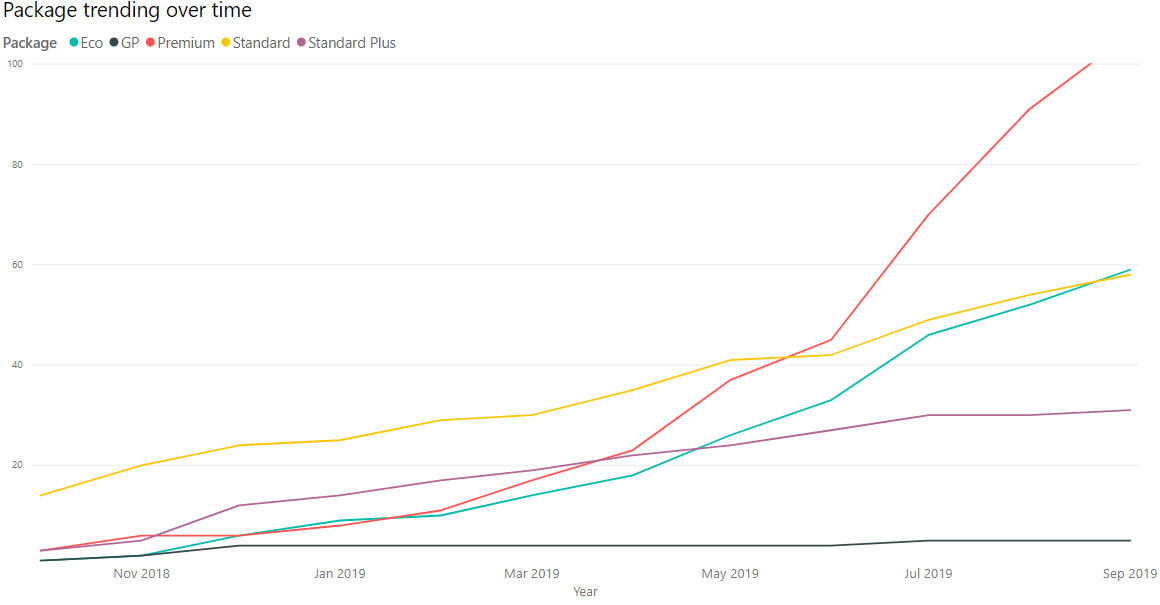 Package trending over time
Package Eco GP Premium Standard Standard Plus
100
80
60
40
20
Nov 2018 Jan 2019 Mar 2019 May 2019 Jul 2019 Sep 2019
Year